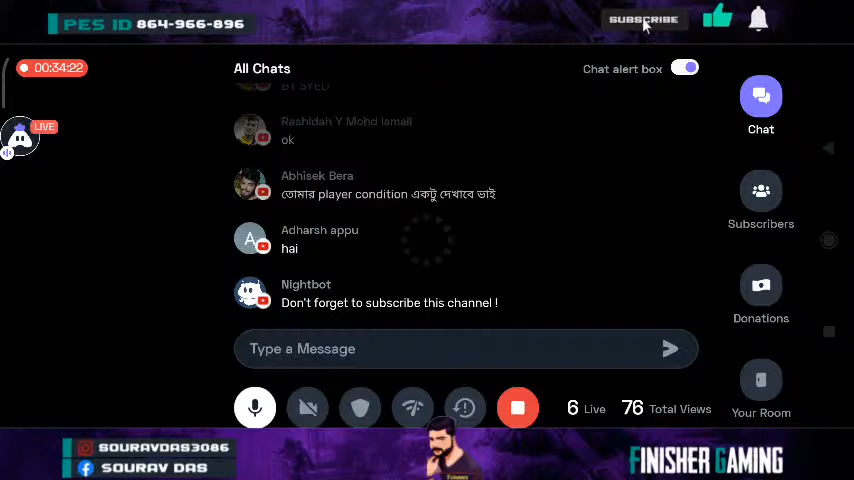 PES ID 864-966-896
SUBSCRIBE
00:34:22
All Chats
Chat alert box
BT SYED
LIVE
Rashidah Y Mohd Ismail
ok
Chat
Abhisek Bera
তোমার player condition একটু দেখাবে ভাই
Subscribers
Adharsh appu
A
hai
Nightbot
Don't forget to subscribe this channel !
Donations
Type a Message
6 Live
76 Total Views
Your Room
SOURAVDAS3086
SOURAV DAS
FINISHER GAMING